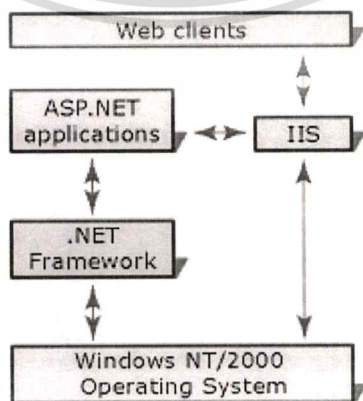 Web clients
ASP.NET
applications
IIS
.NET
Framework
Windows NT/2000
Operating System